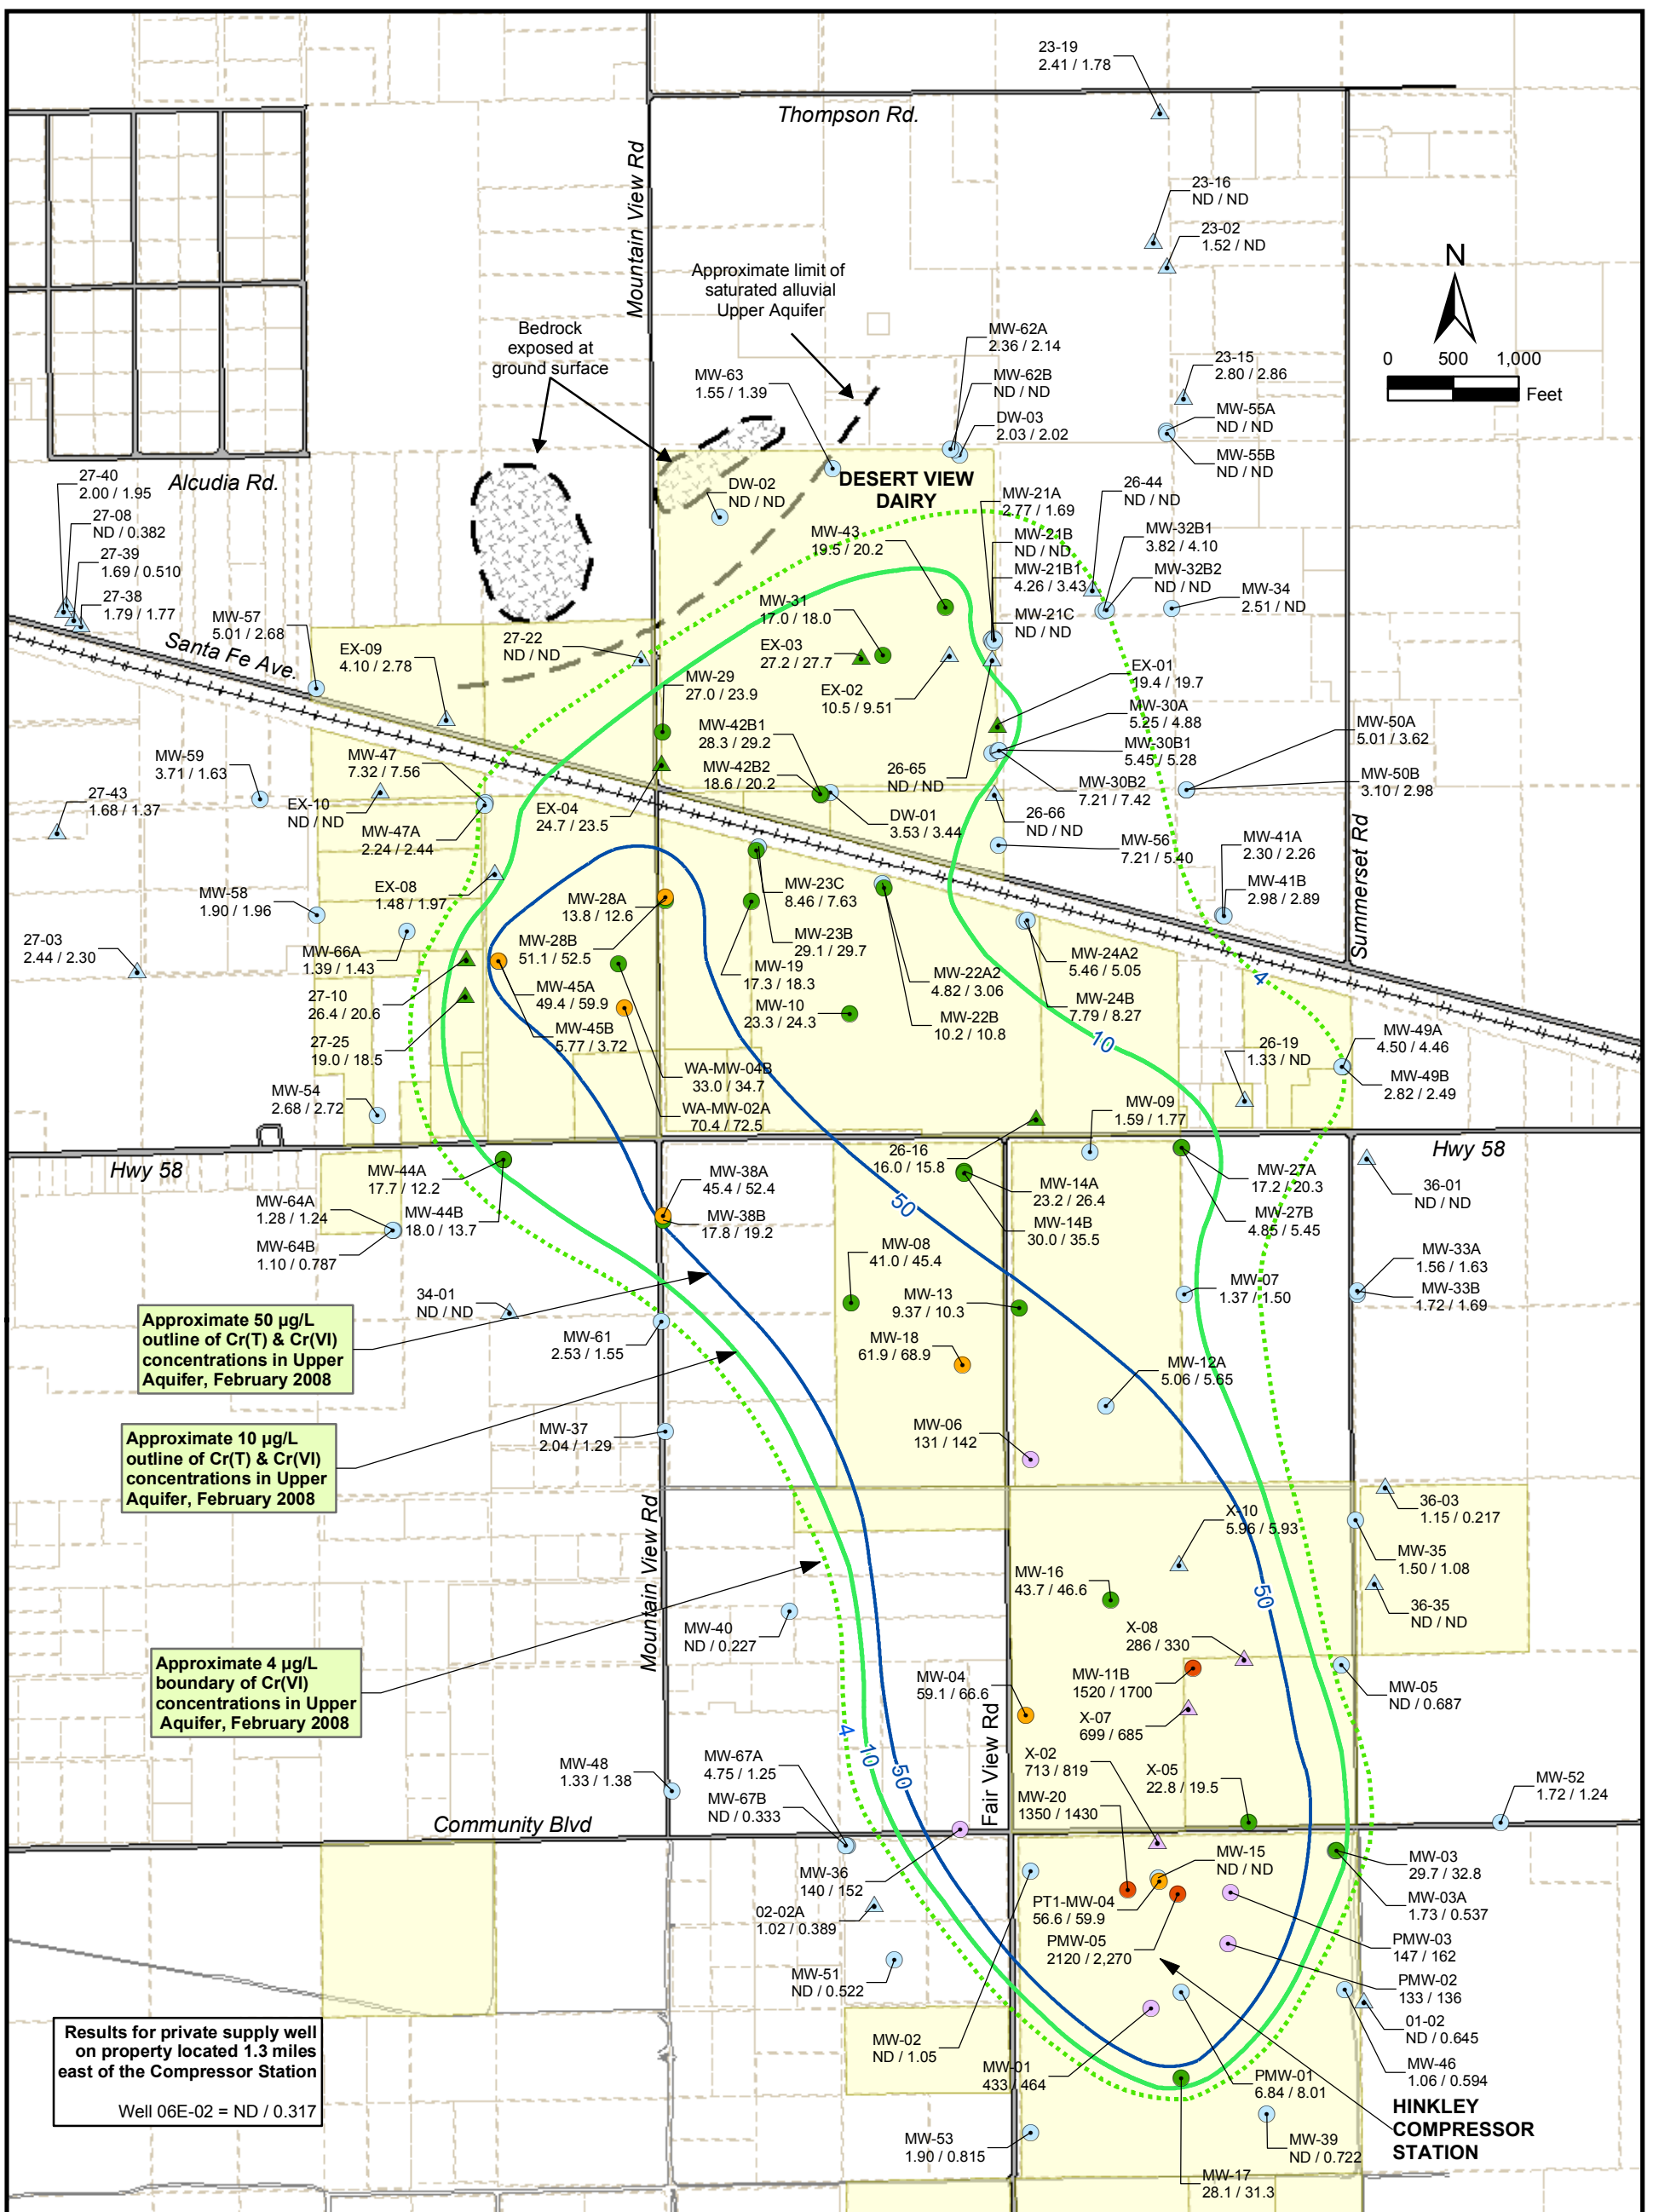 23-19
2.41 / 1.78
Thompson Rd.
Mountain View Rd
23-16
ND / ND
23-02
1.52 / ND
N
0 500 1,000
Feet
Approximate limit of
saturated alluvial
Upper Aquifer
Bedrock
exposed at
ground surface
MW-62A
2.36 / 2.14
MW-62B
ND / ND
MW-63
1.55 / 1.39
DW-03
2.03 / 2.02
23-15
2.80 / 2.86
MW-55A
ND / ND
MW-55B
ND / ND
DESERT VIEW
DAIRY
Alcudia Rd.
27-40
2.00 / 1.95
27-08
ND / 0.382
27-39
1.69 / 0.510
27-38
1.79 / 1.77
DW-02
ND / ND
MW-43
19.5 / 20.2
MW-21A
2.77 / 1.69
MW-21B
ND / ND
MW-21B1
4.26 / 3.43
MW-21C
ND / ND
26-44
ND / ND
MW-32B1
3.82 / 4.10
MW-32B2
ND / ND
MW-34
2.51 / ND
MW-57
5.01 / 2.68
Santa Fe Ave.
EX-09
4.10 / 2.78
27-22
ND / ND
MW-31
17.0 / 18.0
EX-03
27.2 / 27.7
EX-02
10.5 / 9.51
MW-29
27.0 / 23.9
EX-01
19.4 / 19.7
MW-30A
5.25 / 4.88
MW-30B1
5.45 / 5.28
MW-30B2
7.21 / 7.42
MW-50A
5.01 / 3.62
MW-50B
3.10 / 2.98
MW-42B1
28.3 / 29.2
MW-42B2
18.6 / 20.2
26-65
ND / ND
26-66
ND / ND
DW-01
3.53 / 3.44
MW-59
3.71 / 1.63
MW-47
7.32 / 7.56
27-43
1.68 / 1.37
EX-10
ND / ND
MW-47A
2.24 / 2.44
EX-04
24.7 / 23.5
MW-56
7.21 / 5.40
MW-41A
2.30 / 2.26
MW-41B
2.98 / 2.89
Summerset Rd
MW-58
1.90 / 1.96
EX-08
1.48 / 1.97
MW-28A
13.8 / 12.6
MW-28B
51.1 / 52.5
MW-23C
8.46 / 7.63
MW-23B
29.1 / 29.7
MW-19
17.3 / 18.3
MW-10
23.3 / 24.3
MW-22A2
4.82 / 3.06
MW-22B
10.2 / 10.8
MW-24A2
5.46 / 5.05
MW-24B
7.79 / 8.27
27-03
2.44 / 2.30
MW-66A
1.39 / 1.43
27-10
26.4 / 20.6
27-25
19.0 / 18.5
MW-45A
49.4 / 59.9
MW-45B
5.77 / 3.72
WA-MW-04B
33.0 / 34.7
WA-MW-02A
70.4 / 72.5
4
10
26-19
1.33 / ND
MW-49A
4.50 / 4.46
MW-49B
2.82 / 2.49
MW-54
2.68 / 2.72
MW-09
1.59 / 1.77
Hwy 58
Hwy 58
MW-44A
17.7 / 12.2
MW-44B
18.0 / 13.7
MW-64A
1.28 / 1.24
MW-64B
1.10 / 0.787
MW-38A
45.4 / 52.4
MW-38B
17.8 / 19.2
26-16
16.0 / 15.8
MW-14A
23.2 / 26.4
MW-14B
30.0 / 35.5
MW-27A
17.2 / 20.3
MW-27B
4.85 / 5.45
36-01
ND / ND
50
MW-08
41.0 / 45.4
MW-13
9.37 / 10.3
MW-07
1.37 / 1.50
MW-33A
1.56 / 1.63
MW-33B
1.72 / 1.69
34-01
ND / ND
MW-61
2.53 / 1.55
MW-18
61.9 / 68.9
MW-12A
5.06 / 5.65
Approximate 50 µg/L
outline of Cr(T) & Cr(VI)
concentrations in Upper
Aquifer, February 2008
Approximate 10 µg/L
outline of Cr(T) & Cr(VI)
concentrations in Upper
Aquifer, February 2008
MW-37
2.04 / 1.29
MW-06
131 / 142
Mountain View Rd
X-10
5.96 / 5.93
36-03
1.15 / 0.217
MW-35
1.50 / 1.08
36-35
ND / ND
MW-16
43.7 / 46.6
50
MW-40
ND / 0.227
X-08
286 / 330
MW-11B
1520 / 1700
X-07
699 / 685
MW-04
59.1 / 66.6
MW-05
ND / 0.687
Approximate 4 µg/L
boundary of Cr(VI)
concentrations in Upper
Aquifer, February 2008
4
10
50
Fair View Rd
MW-48
1.33 / 1.38
MW-67A
4.75 / 1.25
MW-67B
ND / 0.333
X-02
713 / 819
X-05
22.8 / 19.5
MW-20
1350 / 1430
MW-52
1.72 / 1.24
Community Blvd
MW-36
140 / 152
MW-15
ND / ND
MW-03
29.7 / 32.8
MW-03A
1.73 / 0.537
02-02A
1.02 / 0.389
PT1-MW-04
56.6 / 59.9
PMW-05
2120 / 2,270
PMW-03
147 / 162
PMW-02
133 / 136
MW-51
ND / 0.522
01-02
ND / 0.645
MW-46
1.06 / 0.594
MW-02
ND / 1.05
MW-01
433 / 464
PMW-01
6.84 / 8.01
Results for private supply well
on property located 1.3 miles
east of the Compressor Station
Well 06E-02 = ND / 0.317
HINKLEY
COMPRESSOR
STATION
MW-53
1.90 / 0.815
MW-39
ND / 0.722
MW-17
28.1 / 31.3